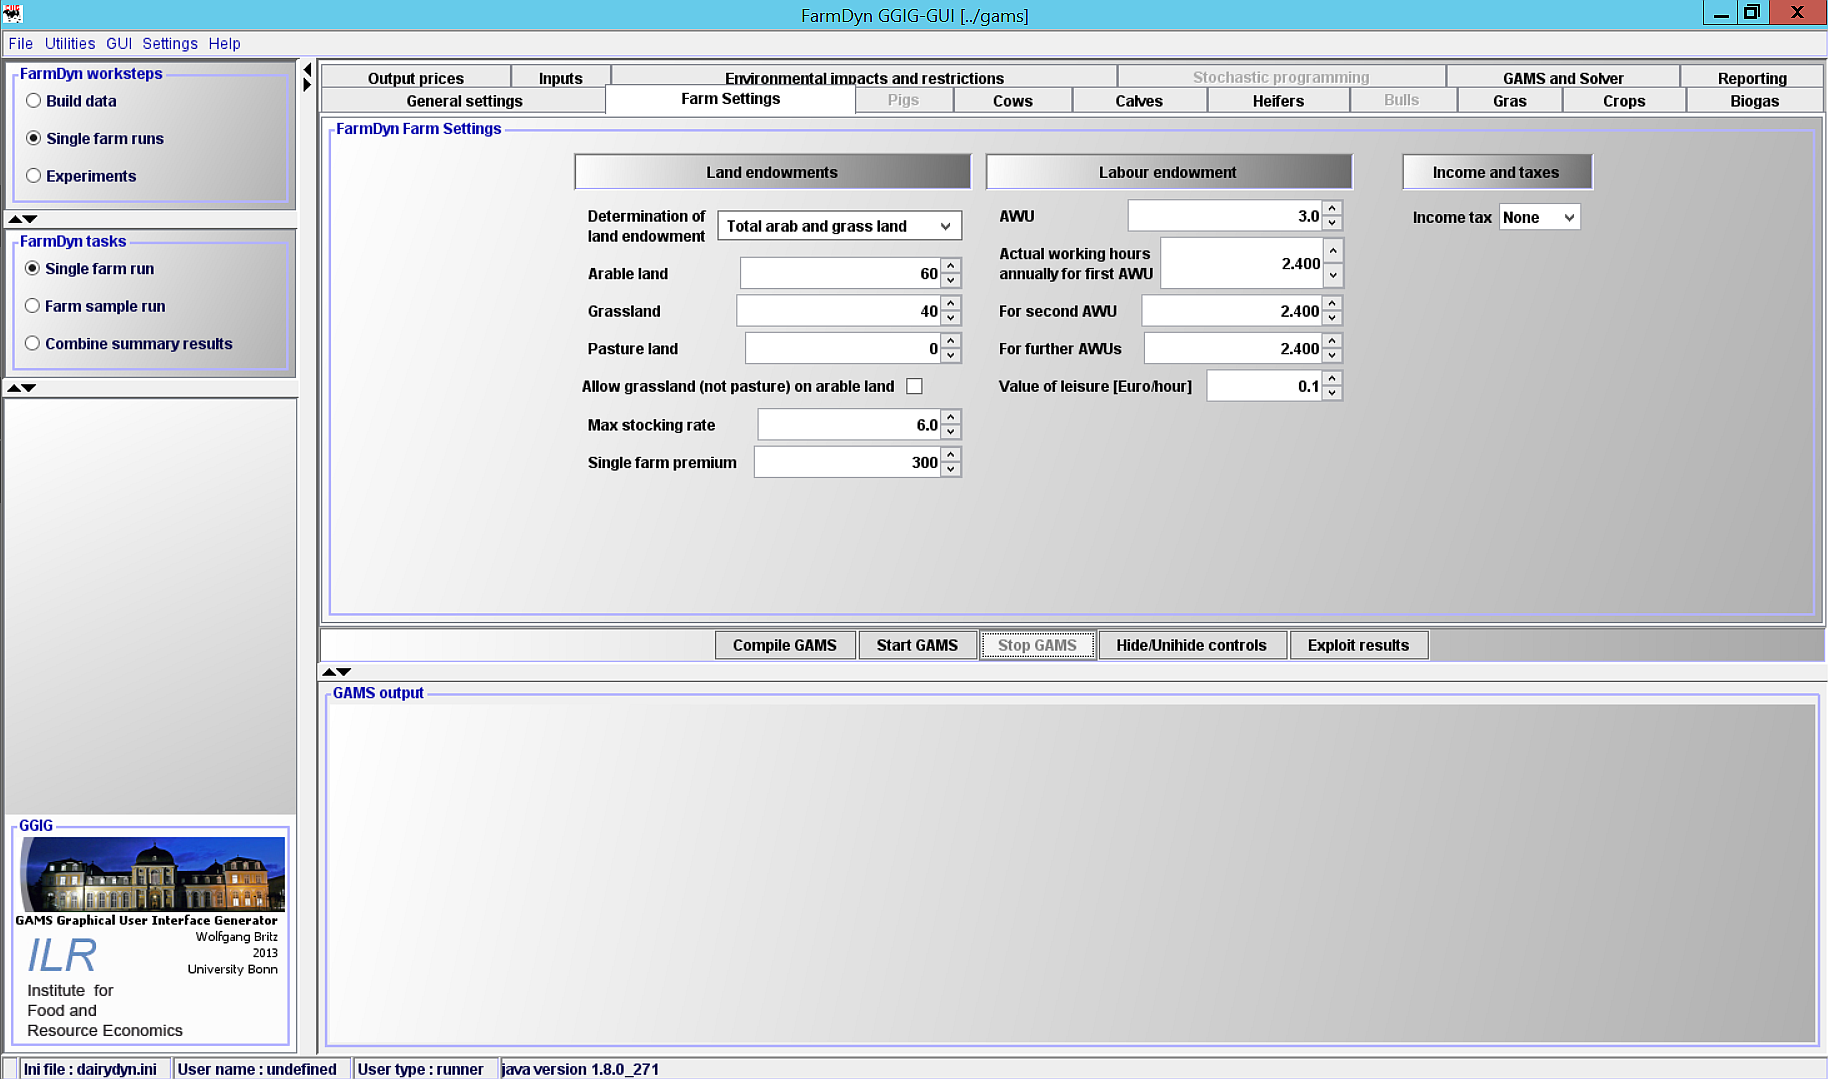 FarmDyn GGIG-GUI [../gams]
File Utilities GUI Settings Help
FarmDyn worksteps
Build data
Single farm runs
Experiments
FarmDyn tasks
Single farm run
Farm sample run
Combine summary results
GGIG
GAMS Graphical User Interface Generator
Wolfgang Britz
2013
University Bonn
ILR
Institute for
Food and
Resource Economics
Output prices Inputs Environmental impacts and restrictions Stochastic programming GAMS and Solver Reporting
General settings Farm Settings Pigs Cows Calves Heifers Bulls Gras Crops Biogas
FarmDyn Farm Settings
Land endowments
Determination of
land endowment Total arab and grass land
Arable land 60
Grassland 40
Pasture land 0
Allow grassland (not pasture) on arable land
Max stocking rate 6.0
Single farm premium 300
Labour endowment
AWU 3.0
Actual working hours
annually for first AWU 2.400
For second AWU 2.400
For further AWUs 2.400
Value of leisure [Euro/hour] 0.1
Income and taxes
Income tax None
Compile GAMS Start GAMS Stop GAMS Hide/Unihide controls Exploit results
GAMS output
Ini file : dairydyn.ini User name : undefined User type : runner java version 1.8.0_271